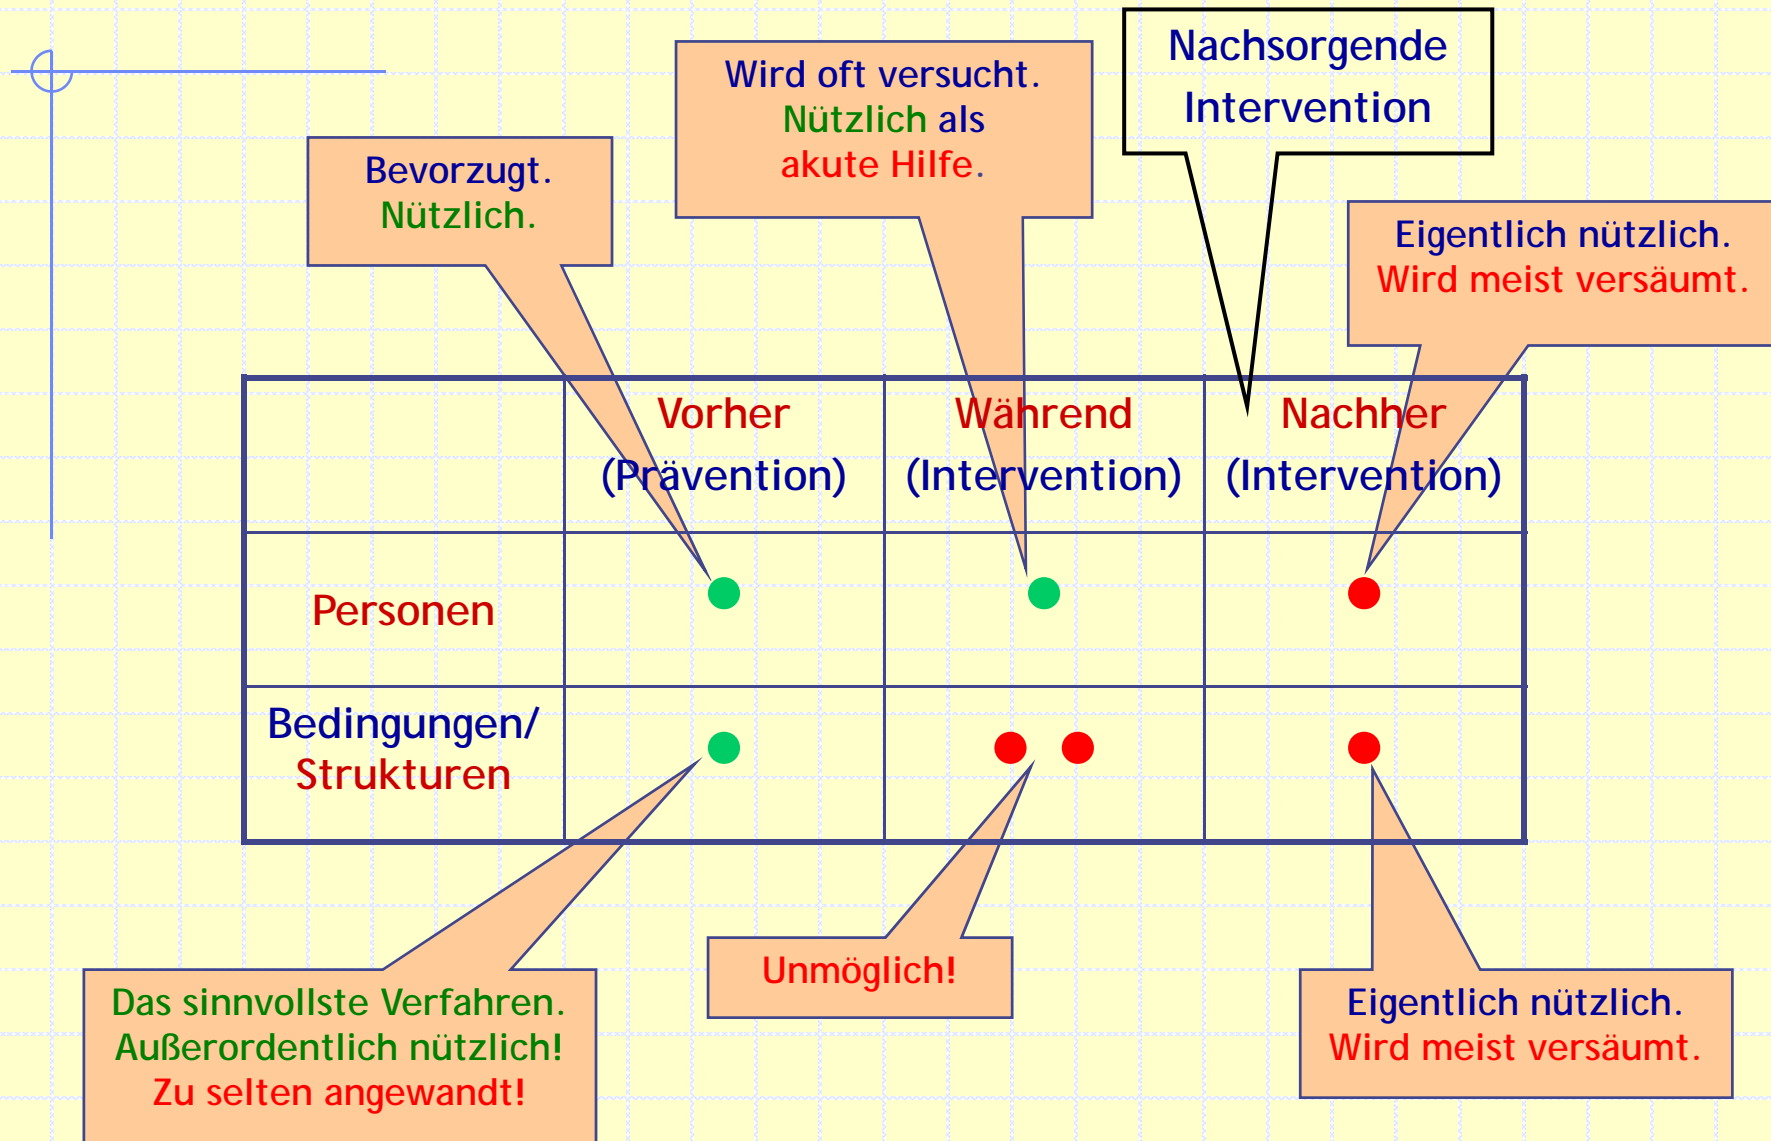 Nachsorgende
Intervention
Wird oft versucht.
Nützlich als
akute Hilfe.
Bevorzugt.
Nützlich.
Eigentlich nützlich.
Wird meist versäumt.
Vorher
(Prävention)
Während
(Intervention)
Nachher
(Intervention)
Personen
Bedingungen/
Strukturen
Das sinnvollste Verfahren.
Außerordentlich nützlich!
Zu selten angewandt!
Unmöglich!
Eigentlich nützlich.
Wird meist versäumt.